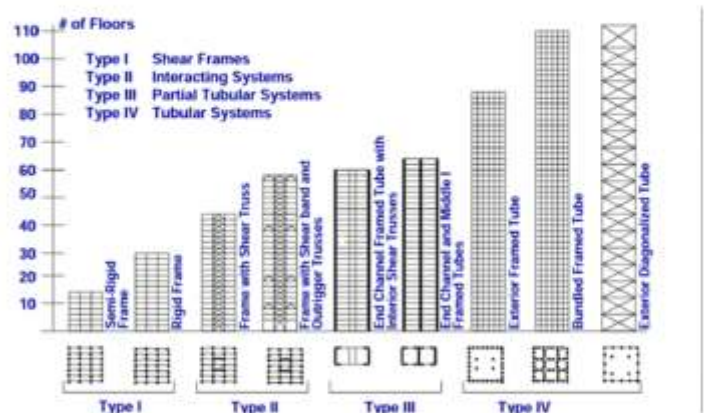 # of Floors
110
100
90
80
70
60
50
40
30
20
10
Type I Shear Frames
Type II Interacting Systems
Type III Partial Tubular Systems
Type IV Tubular Systems
Semi-Rigid
Frame
Rigid Frame
Frame with Shear Truss
Frame with Shear band and
Outrigger Trusses
End Channel Framed Tube with
Interior Shear Trusses
End Channel and Middle I
Framed Tubes
Exterior Framed Tube
Bundled Framed Tube
Exterior Diagonalized Tube
Type I
Type II
Type III
Type IV